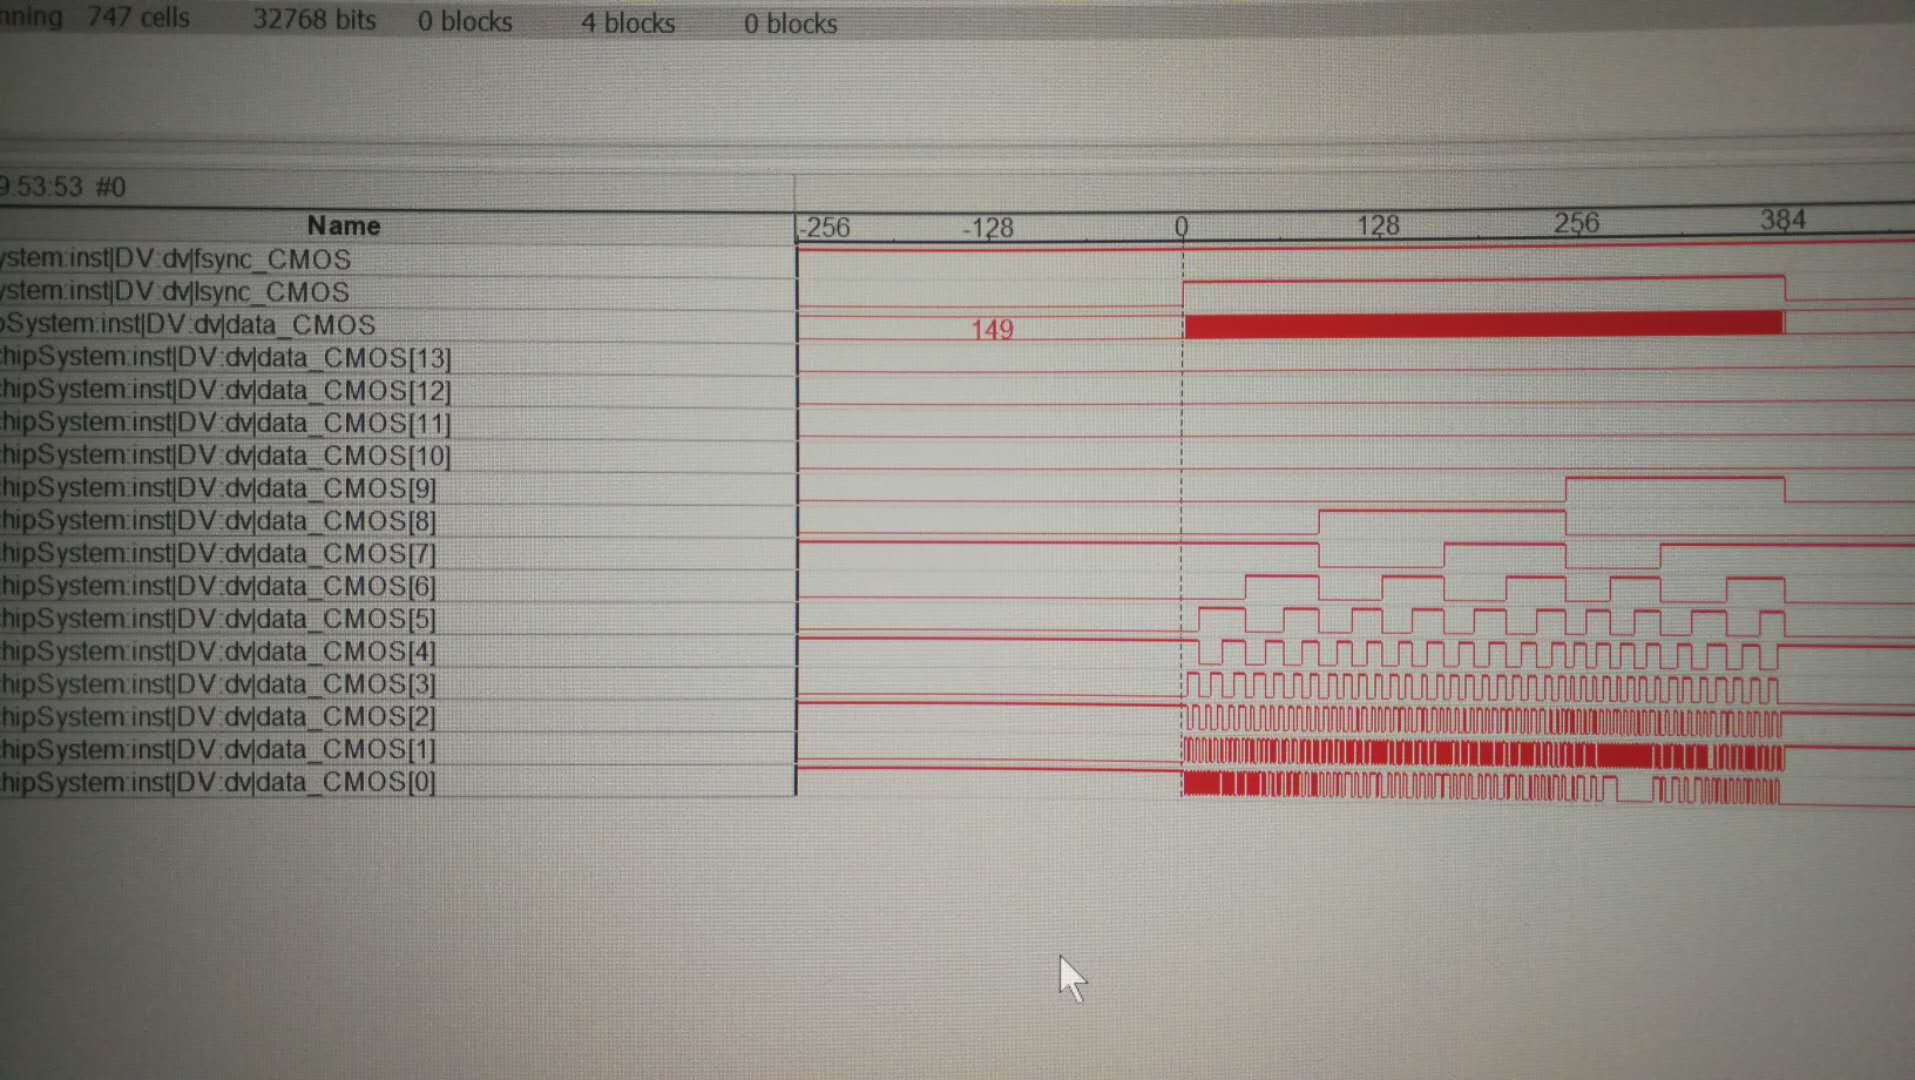 nning 747 cells 32768 bits 0 blocks 4 blocks 0 blocks
9:53:53 #0
Name -256 -128 0 128 256 384
ystem:inst|DV:dv|fsync_CMOS
ystem:inst|DV:dv|lsync_CMOS
pSystem:inst|DV:dv|data_CMOS 149
hipSystem:inst|DV:dv|data_CMOS[13]
hipSystem:inst|DV:dv|data_CMOS[12]
hipSystem:inst|DV:dv|data_CMOS[11]
hipSystem:inst|DV:dv|data_CMOS[10]
hipSystem:inst|DV:dv|data_CMOS[9]
hipSystem:inst|DV:dv|data_CMOS[8]
hipSystem:inst|DV:dv|data_CMOS[7]
hipSystem:inst|DV:dv|data_CMOS[6]
hipSystem:inst|DV:dv|data_CMOS[5]
hipSystem:inst|DV:dv|data_CMOS[4]
hipSystem:inst|DV:dv|data_CMOS[3]
hipSystem:inst|DV:dv|data_CMOS[2]
hipSystem:inst|DV:dv|data_CMOS[1]
hipSystem:inst|DV:dv|data_CMOS[0]